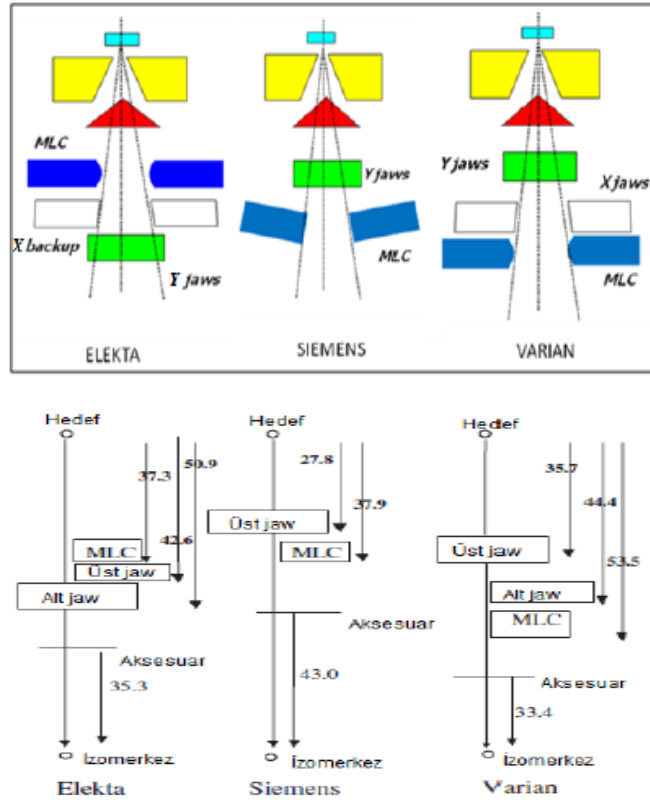 MLC
X backup
Y jaws
ELEKTA
Y jaws
MLC
SIEMENS
Y jaws
X jaws
MLC
VARIAN
Hedef
37.3
42.6
50.9
MLC
Üst jaw
Alt jaw
Aksesuar
35.3
İzomerkez
Elekta
Hedef
27.8
37.9
Üst jaw
MLC
Aksesuar
43.0
İzomerkez
Siemens
Hedef
35.7
44.4
53.5
Üst jaw
Alt jaw
MLC
Aksesuar
33.4
İzomerkez
Varian